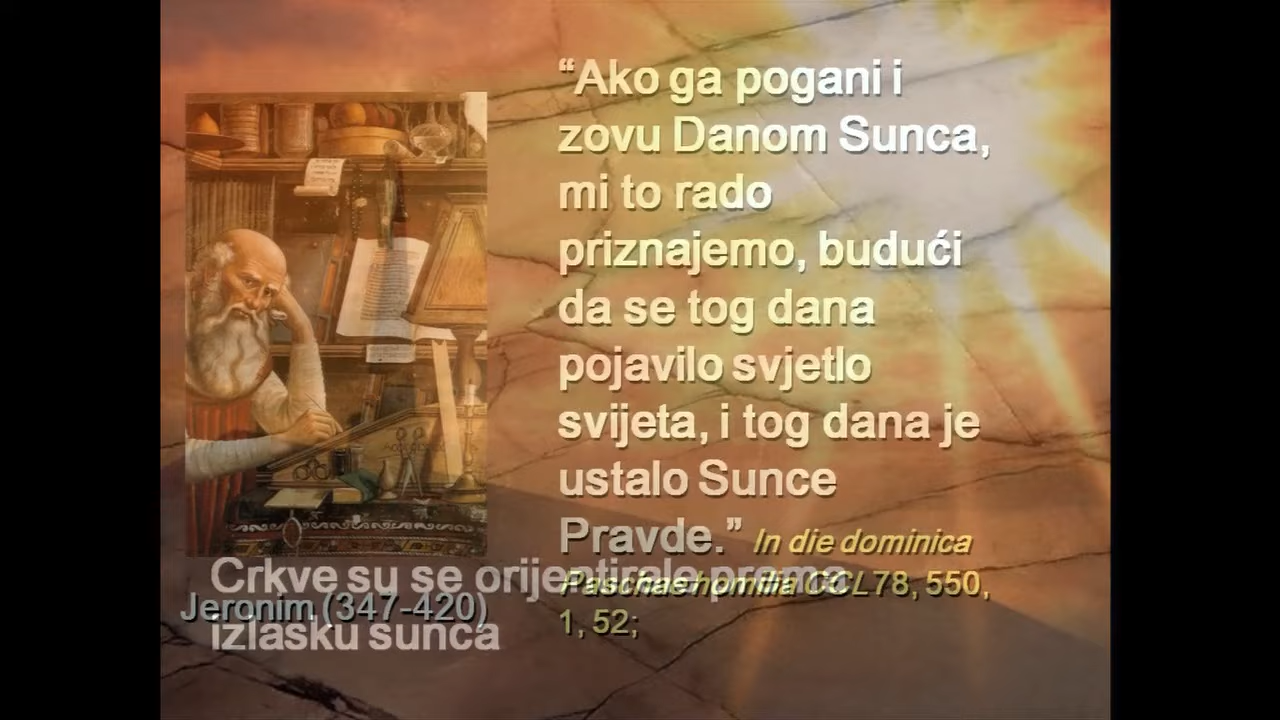 “Ako ga pogani i
zovu Danom Sunca,
mi to rado
priznajemo, budući
da se tog dana
pojavilo svjetlo
svijeta, i tog dana je
ustalo Sunce
Pravde.” In die dominica
Paschae homilia CCL 78, 550,
1, 52;
Crkve su se orijentirale prema
izlasku sunca
Jeronim (347-420)